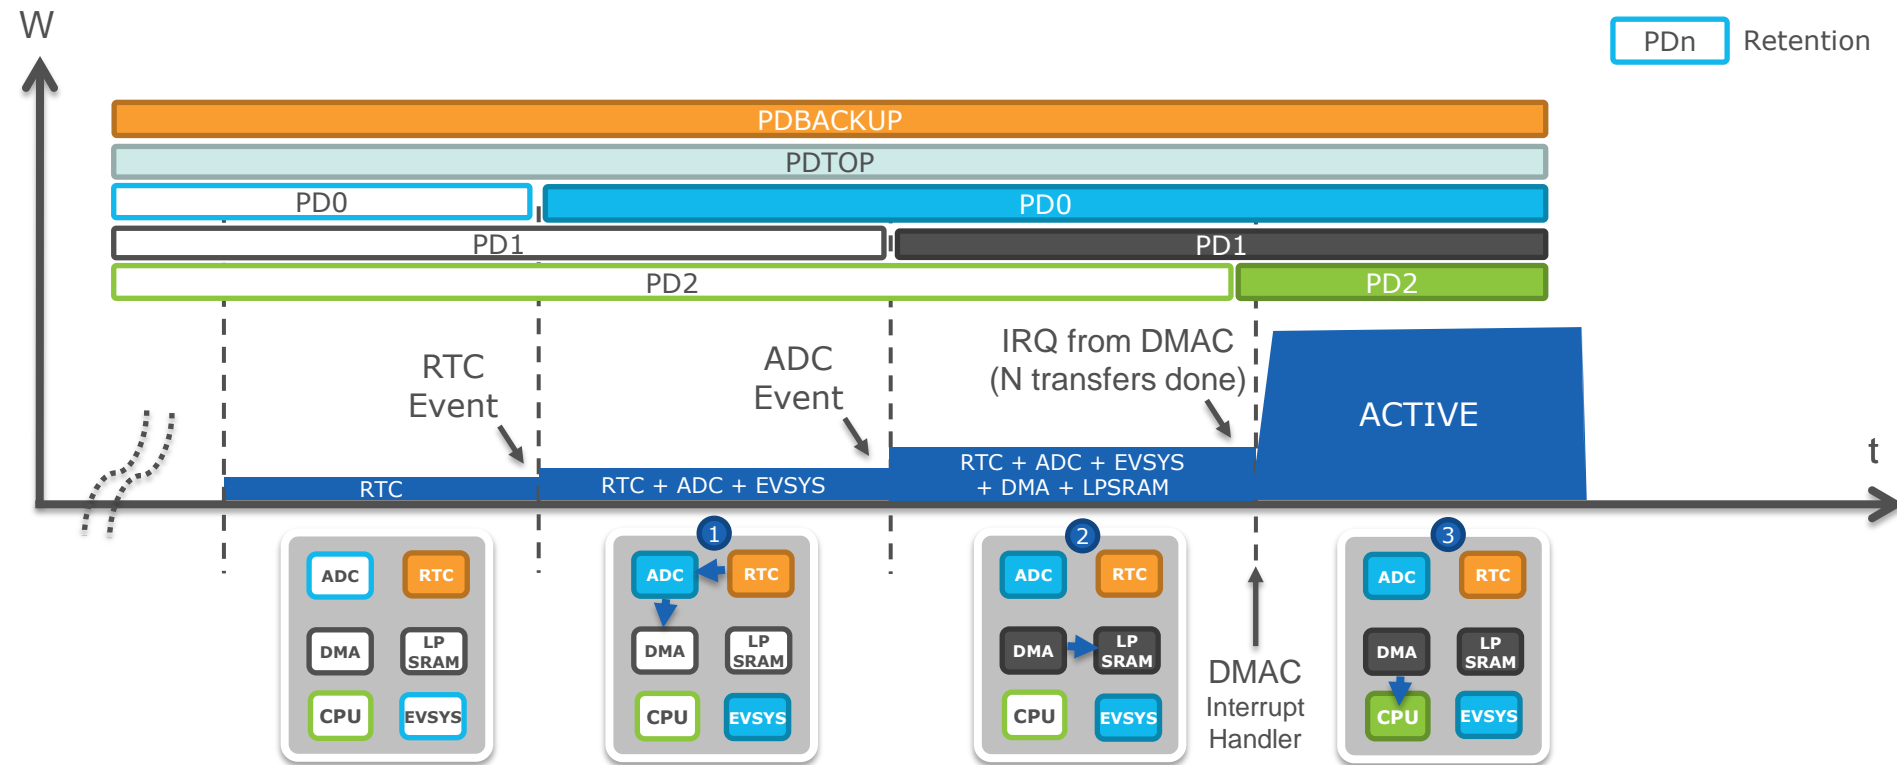 W
PDn Retention
PDBACKUP
PDTOP
PD0 PD0
PD1 PD1
PD2 PD2
RTC
Event
ADC
Event
IRQ from DMAC
(N transfers done)
ACTIVE
t
RTC
RTC + ADC + EVSYS
RTC + ADC + EVSYS
+ DMA + LPSRAM
ADC RTC
DMA LP
SRAM
CPU EVSYS
1
ADC RTC
DMA LP
SRAM
CPU EVSYS
2
ADC RTC
DMA LP
SRAM
CPU EVSYS
DMAC
Interrupt
Handler
3
ADC RTC
DMA LP
SRAM
CPU EVSYS